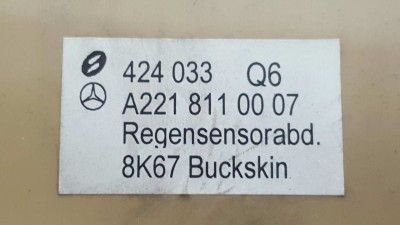 424 033 Q6
A221 811 00 07
Regensensorabd.
8K67 Buckskin